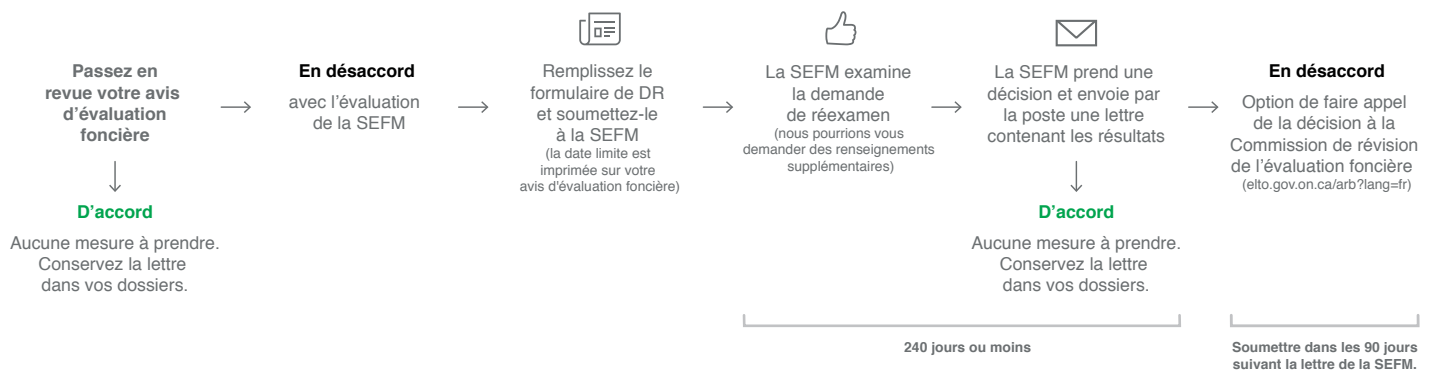 Passez en
revue votre avis
d’évaluation
foncière
D’accord
Aucune mesure à prendre.
Conservez la lettre
dans vos dossiers.
En désaccord
avec l’évaluation
de la SEFM
Remplissez le
formulaire de DR
et soumettez-le
à la SEFM
(la date limite est
imprimée sur votre
avis d'évaluation foncière)
La SEFM examine
la demande
de réexamen
(nous pourrions vous
demander des renseignements
supplémentaires)
La SEFM prend une
décision et envoie par
la poste une lettre
contenant les résultats
D’accord
Aucune mesure à prendre.
Conservez la lettre
dans vos dossiers.
En désaccord
Option de faire appel
de la décision à la
Commission de révision
de l’évaluation foncière
(elto.gov.on.ca/arb?lang=fr)
240 jours ou moins
Soumettre dans les 90 jours
suivant la lettre de la SEFM.